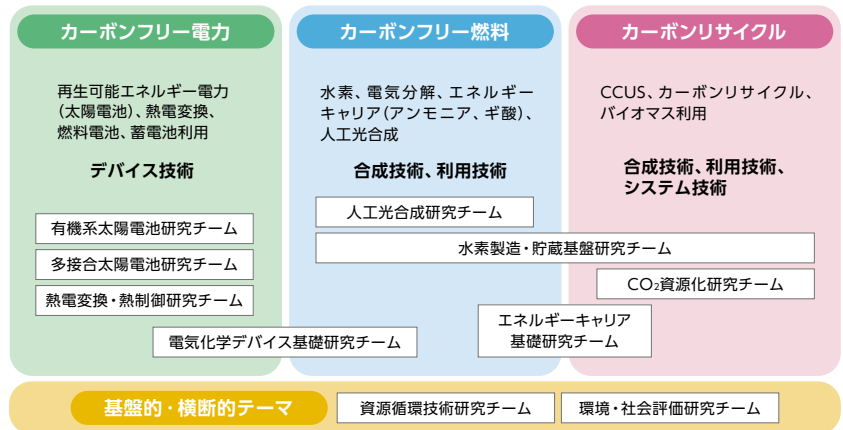 カーボンフリー電力
再生可能エネルギー電力
（太陽電池）、熱電変換、
燃料電池、蓄電池利用
デバイス技術
有機系太陽電池研究チーム
多接合太陽電池研究チーム
熱電変換・熱制御研究チーム
電気化学デバイス基礎研究チーム
カーボンフリー燃料
水素、電気分解、エネルギー
キャリア（アンモニア、ギ酸）、
人工光合成
合成技術、利用技術
人工光合成研究チーム
水素製造・貯蔵基盤研究チーム
エネルギーキャリア
基礎研究チーム
カーボンリサイクル
CCUS、カーボンリサイクル、
バイオマス利用
合成技術、利用技術、
システム技術
CO₂資源化研究チーム
基盤的・横断的テーマ
資源循環技術研究チーム
環境・社会評価研究チーム